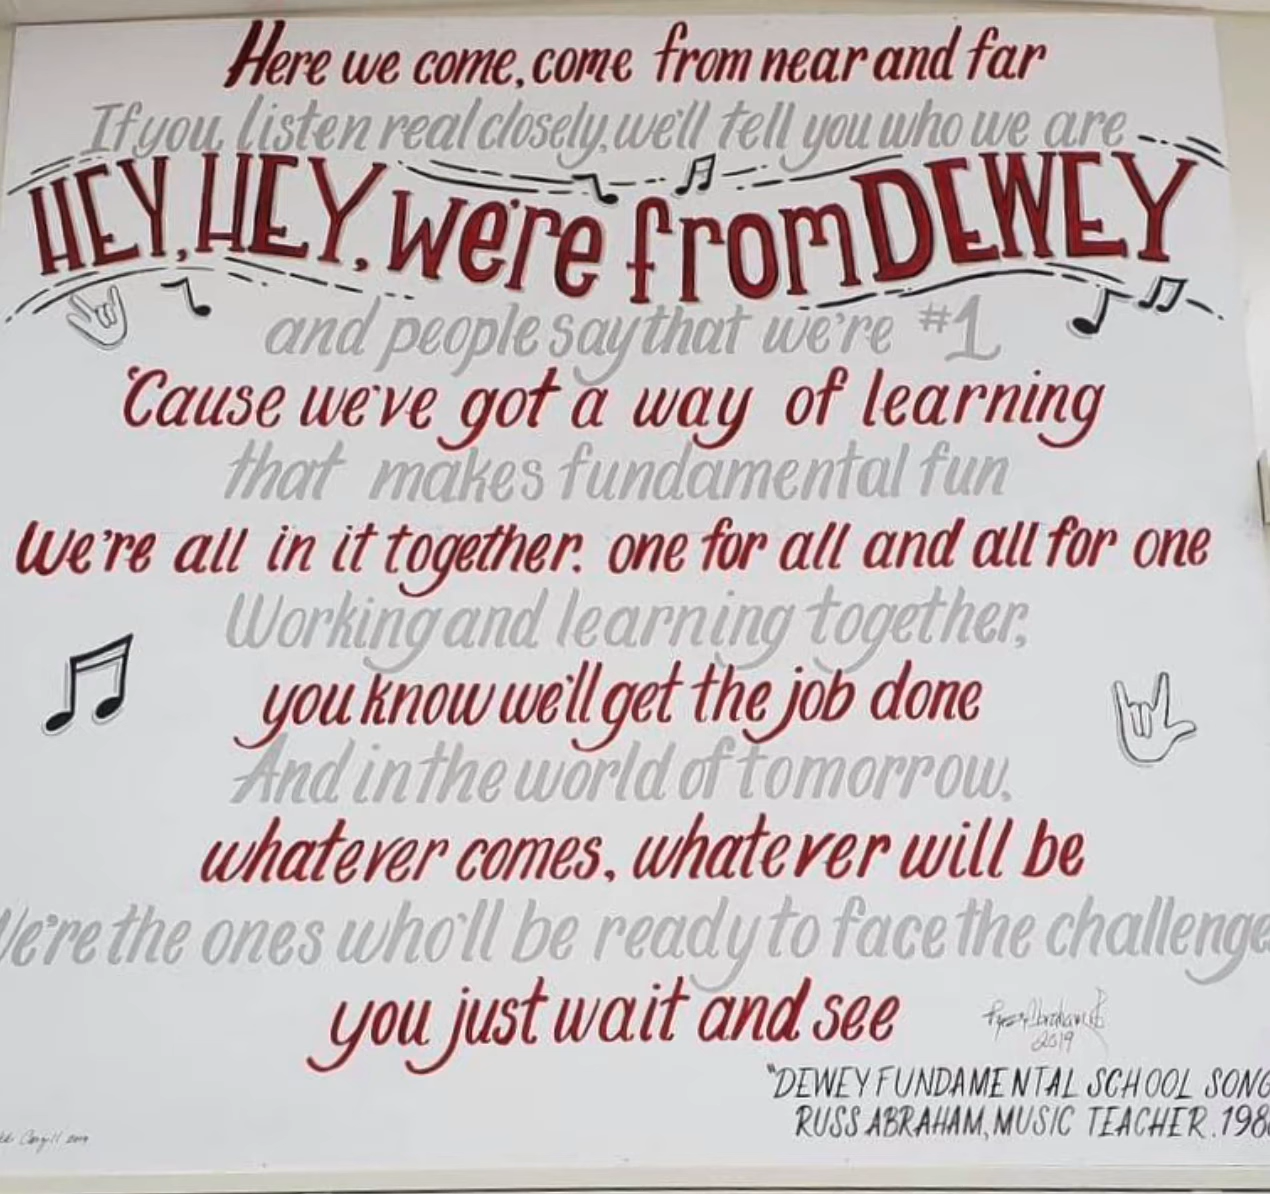 Here we come, come from near and far
If you listen real closely, we'll tell you who we are
HEY, HEY, we're from DEWEY
and people say that we're #1
'Cause we've got a way of learning
that makes fundamental fun
We're all in it together. one for all and all for one
Working and learning together,
you know we'll get the job done
And in the world of tomorrow,
whatever comes, whatever will be
We're the ones who'll be ready to face the challenge
you just wait and see
2019
"DEWEY FUNDAMENTAL SCHOOL SONG
RUSS ABRAHAM, MUSIC TEACHER. 198
Cargill 2019